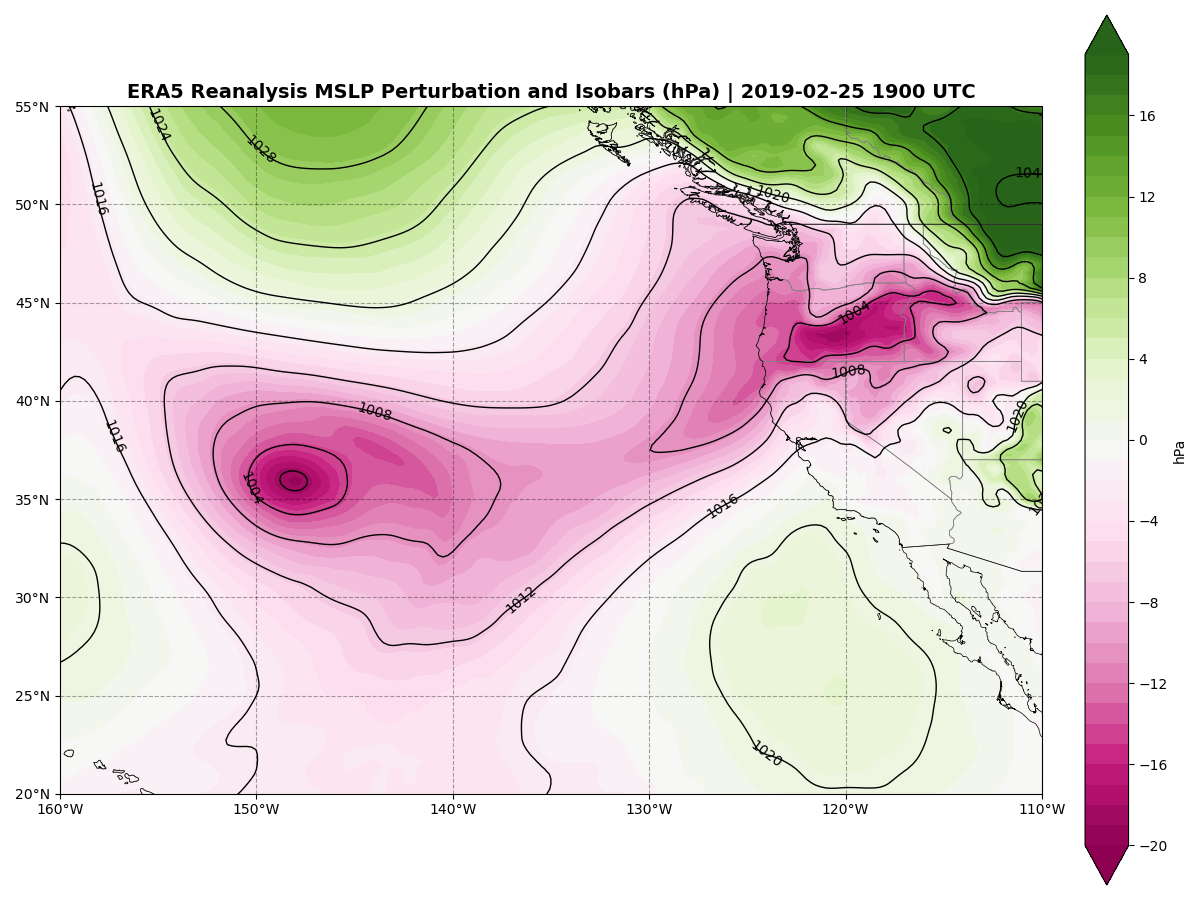 ERA5 Reanalysis MSLP Perturbation and Isobars (hPa) | 2019-02-25 1900 UTC
55°N
50°N
45°N
40°N
35°N
30°N
25°N
20°N
160°W
150°W
140°W
130°W
120°W
110°W
1024
1028
1016
1020
1004
1008
1008
1016
1004
1020
1016
1012
1020
16
12
8
4
0
−4
−8
−12
−16
−20
hPa